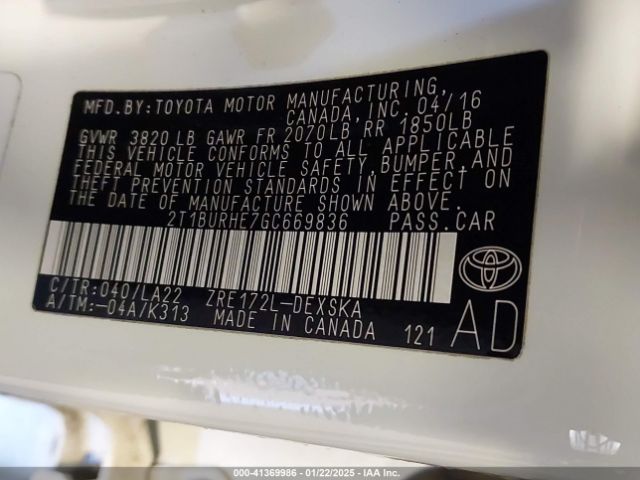 MFD.BY:TOYOTA MOTOR MANUFACTURING,
CANADA,INC.04/16
GVWR 3820LB GAWR FR 2070LB RR 1850LB
THIS VEHICLE CONFORMS TO ALL APPLICABLE
FEDERAL MOTOR VEHICLE SAFETY,BUMPER,AND
THEFT PREVENTION STANDARDS IN EFFECT ON
THE DATE OF MANUFACTURE SHOWN ABOVE.
2T1BURHE7GC669836 PASS.CAR
C/TR:040/LA22 ZRE172L-DEXSKA
A/TM:-04A/K313 MADE IN CANADA 121 AD
000-41369986 - 01/22/2025 - IAA Inc.